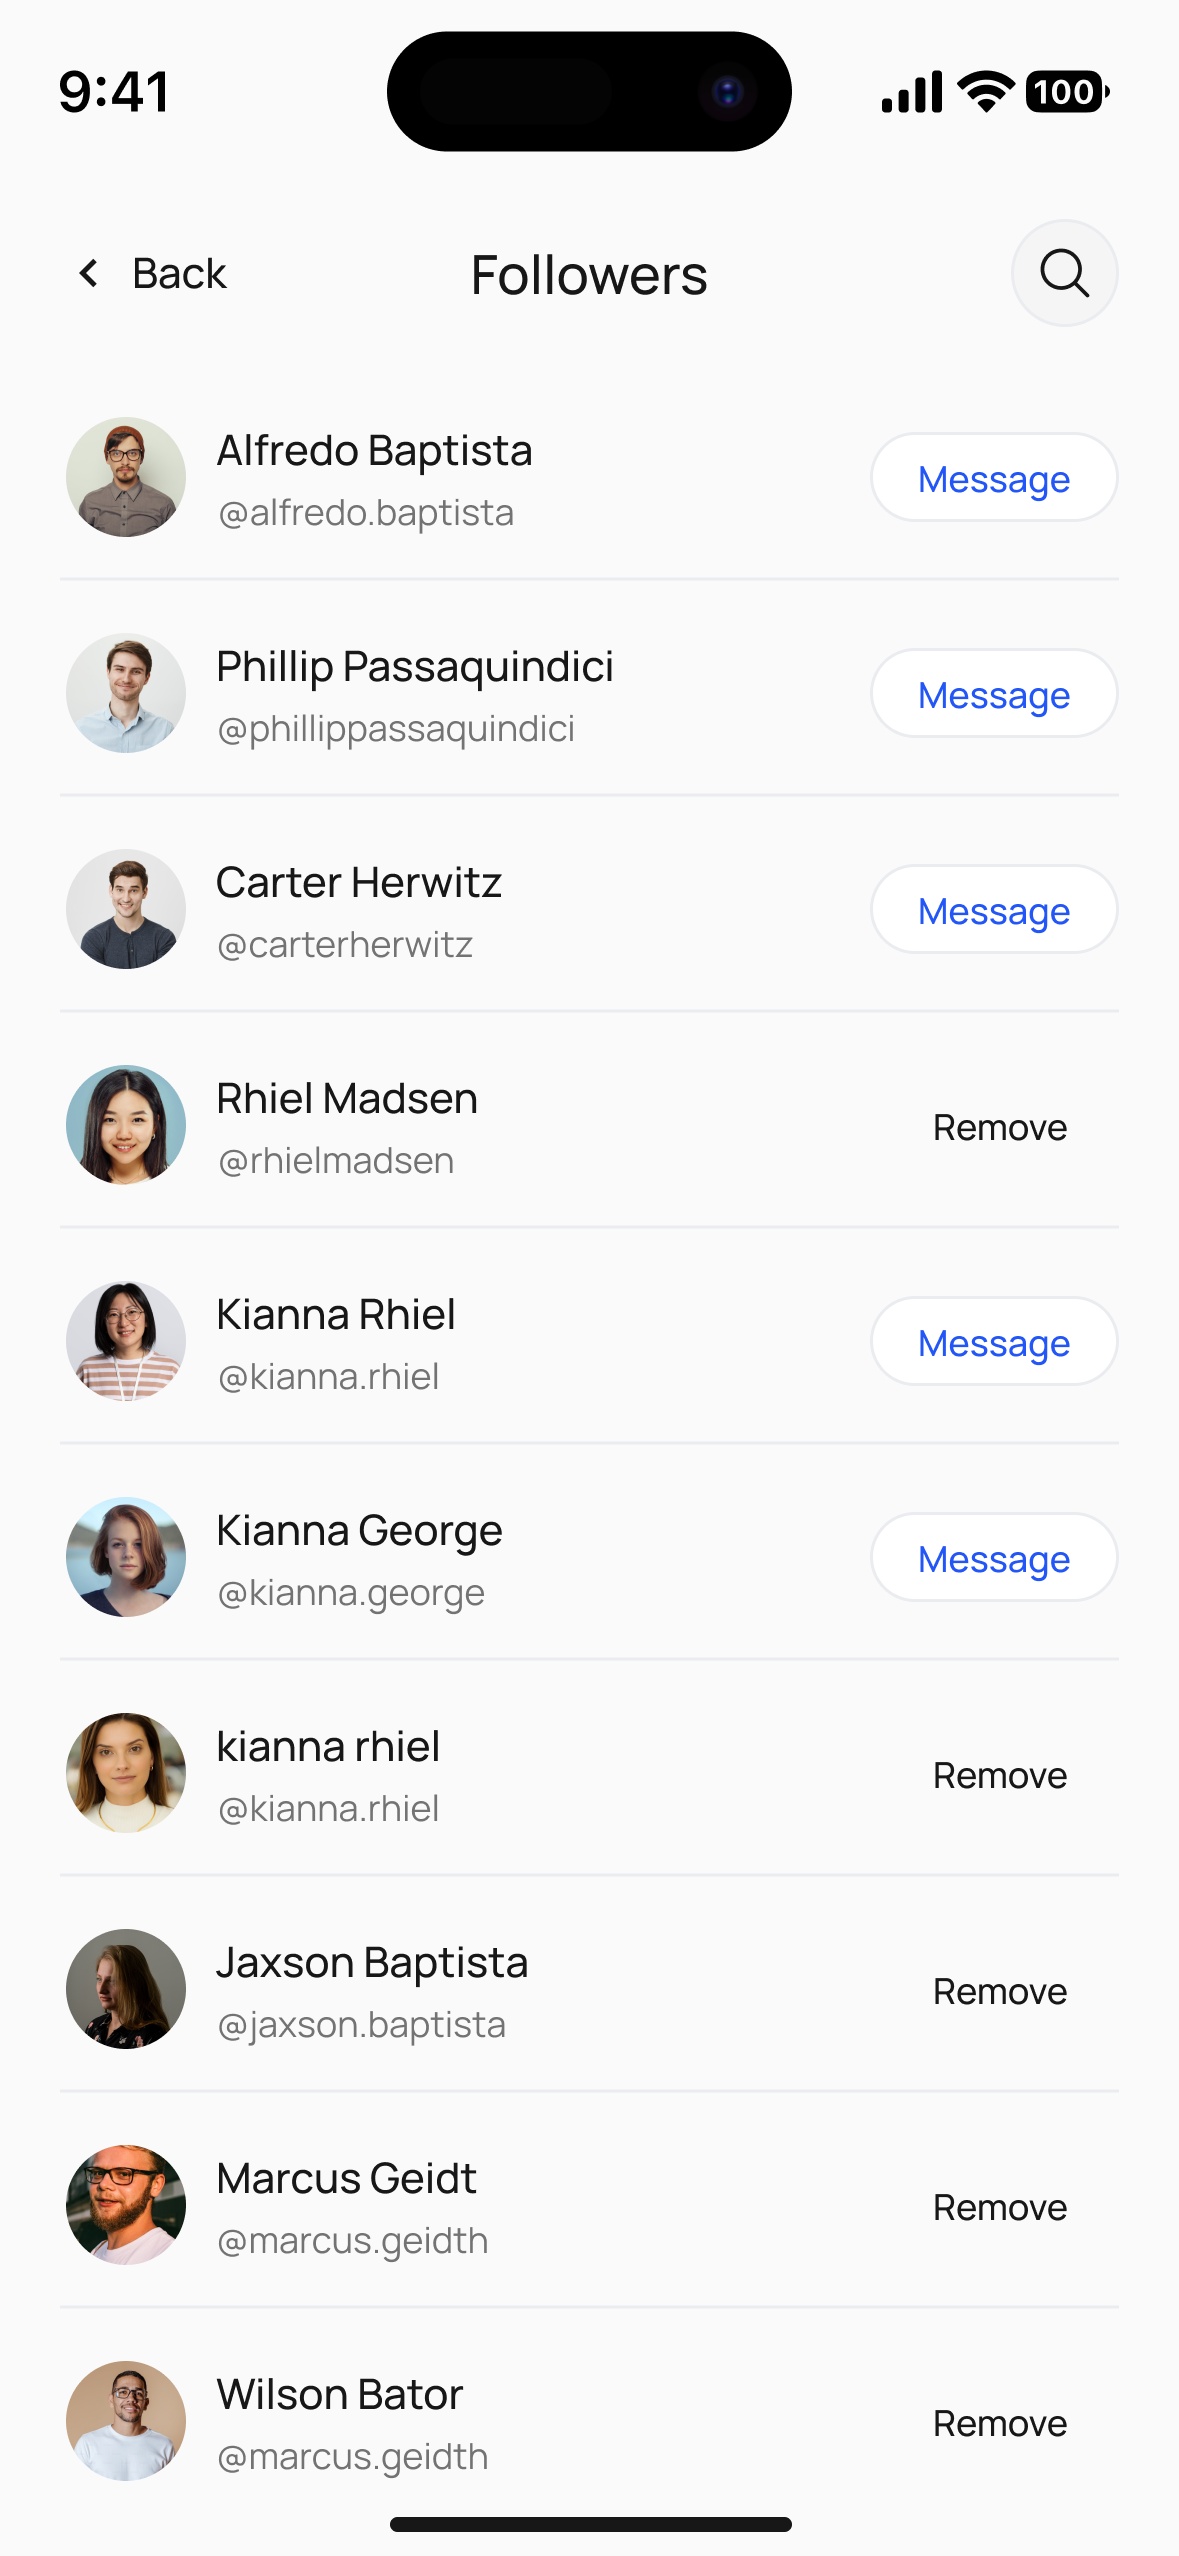 9:41
100
Back
Followers
Alfredo Baptista
@alfredo.baptista
Message
Phillip Passaquindici
@phillippassaquindici
Message
Carter Herwitz
@carterherwitz
Message
Rhiel Madsen
@rhielmadsen
Remove
Kianna Rhiel
@kianna.rhiel
Message
Kianna George
@kianna.george
Message
kianna rhiel
@kianna.rhiel
Remove
Jaxson Baptista
@jaxson.baptista
Remove
Marcus Geidt
@marcus.geidth
Remove
Wilson Bator
@marcus.geidth
Remove